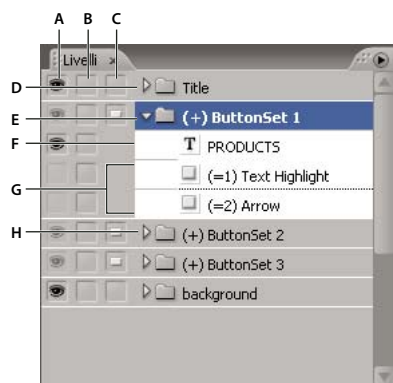 A B C
Livelli ×
D Title
E (+) ButtonSet 1
F T PRODUCTS
G (=1) Text Highlight
(=2) Arrow
H (+) ButtonSet 2
(+) ButtonSet 3
background